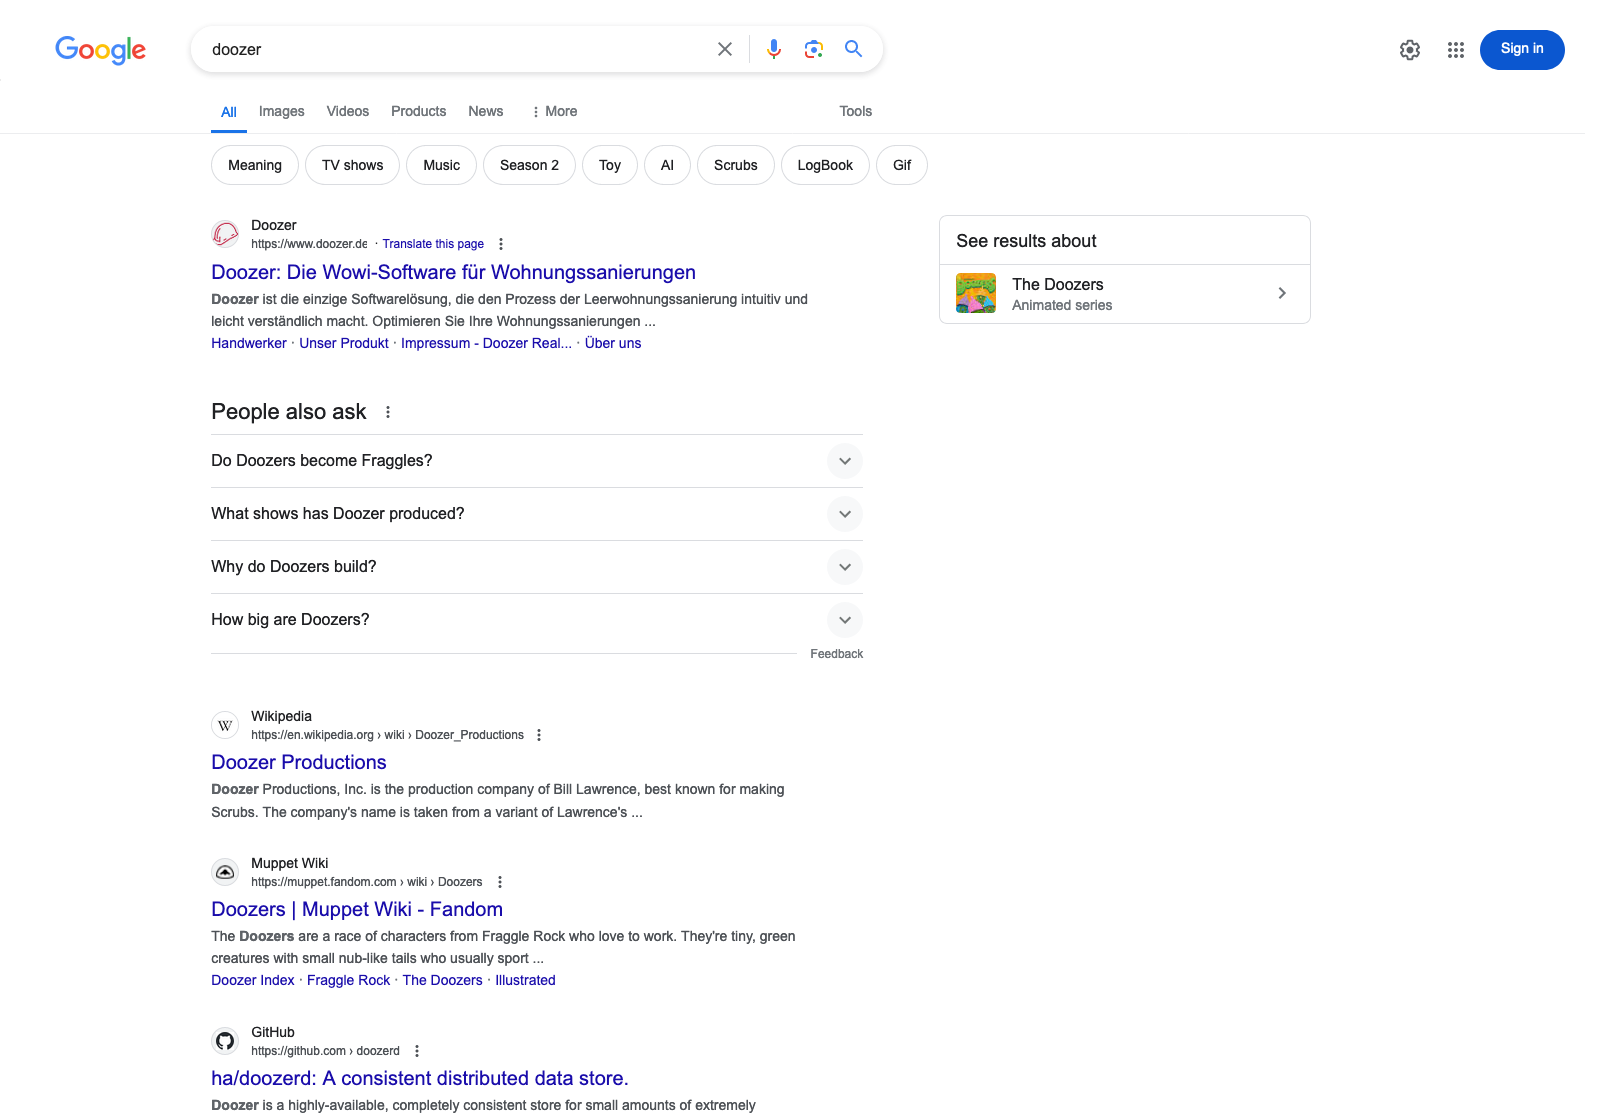 Google
doozer
Sign in
All Images Videos Products News More Tools
Meaning TV shows Music Season 2 Toy AI Scrubs LogBook Gif
Doozer
https://www.doozer.de · Translate this page
Doozer: Die Wowi-Software für Wohnungssanierungen
Doozer ist die einzige Softwarelösung, die den Prozess der Leerwohnungssanierung intuitiv und
leicht verständlich macht. Optimieren Sie Ihre Wohnungssanierungen ...
Handwerker · Unser Produkt · Impressum - Doozer Real... · Über uns
See results about
The Doozers
Animated series
People also ask
Do Doozers become Fraggles?
What shows has Doozer produced?
Why do Doozers build?
How big are Doozers?
Feedback
W
Wikipedia
https://en.wikipedia.org › wiki › Doozer_Productions
Doozer Productions
Doozer Productions, Inc. is the production company of Bill Lawrence, best known for making
Scrubs. The company's name is taken from a variant of Lawrence's ...
Muppet Wiki
https://muppet.fandom.com › wiki › Doozers
Doozers | Muppet Wiki - Fandom
The Doozers are a race of characters from Fraggle Rock who love to work. They're tiny, green
creatures with small nub-like tails who usually sport ...
Doozer Index · Fraggle Rock · The Doozers · Illustrated
GitHub
https://github.com › doozerd
ha/doozerd: A consistent distributed data store.
Doozer is a highly-available, completely consistent store for small amounts of extremely